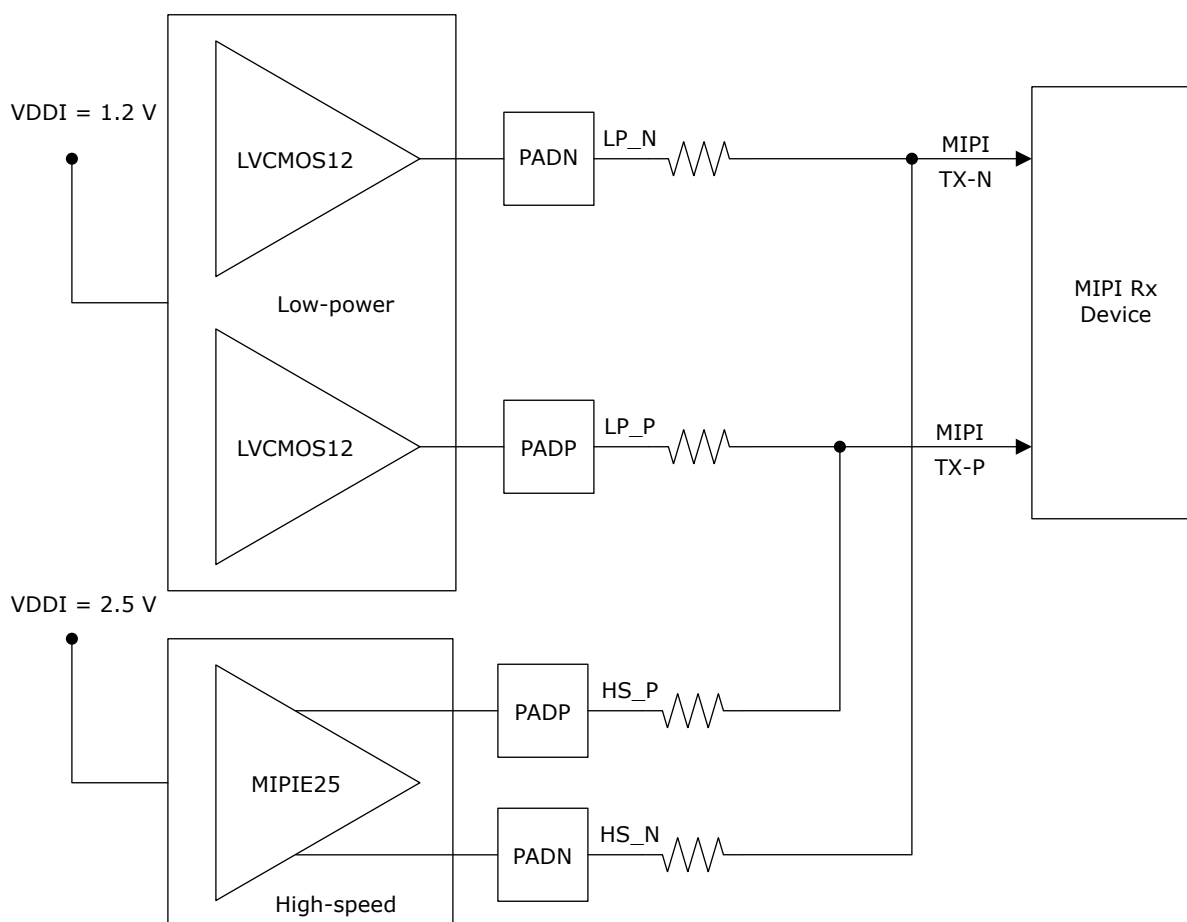 VDDI = 1.2 V
LVCMOS12
PADN
LP_N
MIPI
TX-N
Low-power
MIPI Rx
Device
LVCMOS12
PADP
LP_P
MIPI
TX-P
VDDI = 2.5 V
MIPIE25
PADP
HS_P
PADN
HS_N
High-speed